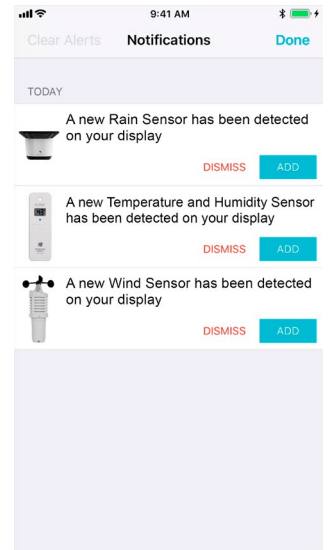 9:41 AM
Clear Alerts Notifications Done
TODAY
A new Rain Sensor has been detected
on your display
DISMISS ADD
A new Temperature and Humidity Sensor
has been detected on your display
DISMISS ADD
A new Wind Sensor has been detected
on your display
DISMISS ADD